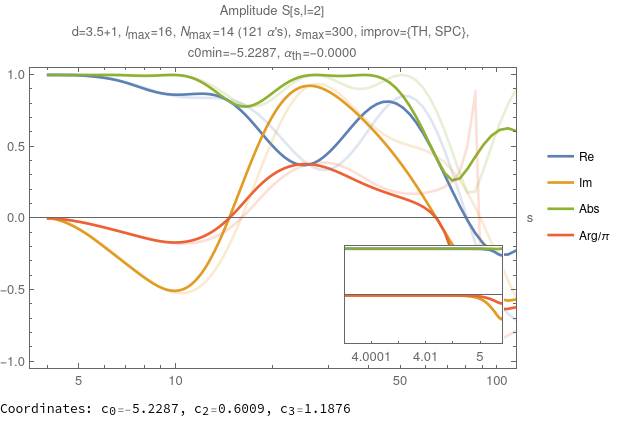 Amplitude S[s,l=2]
d=3.5+1, lmax=16, Nmax=14 (121 α's), smax=300, improv={TH, SPC},
c0min=-5.2287, αth=-0.0000
1.0
0.5
0.0
-0.5
-1.0
5
10
50
100
s
4.0001
4.01
5
Re
Im
Abs
Arg/π
Coordinates: c0=-5.2287, c2=0.6009, c3=1.1876